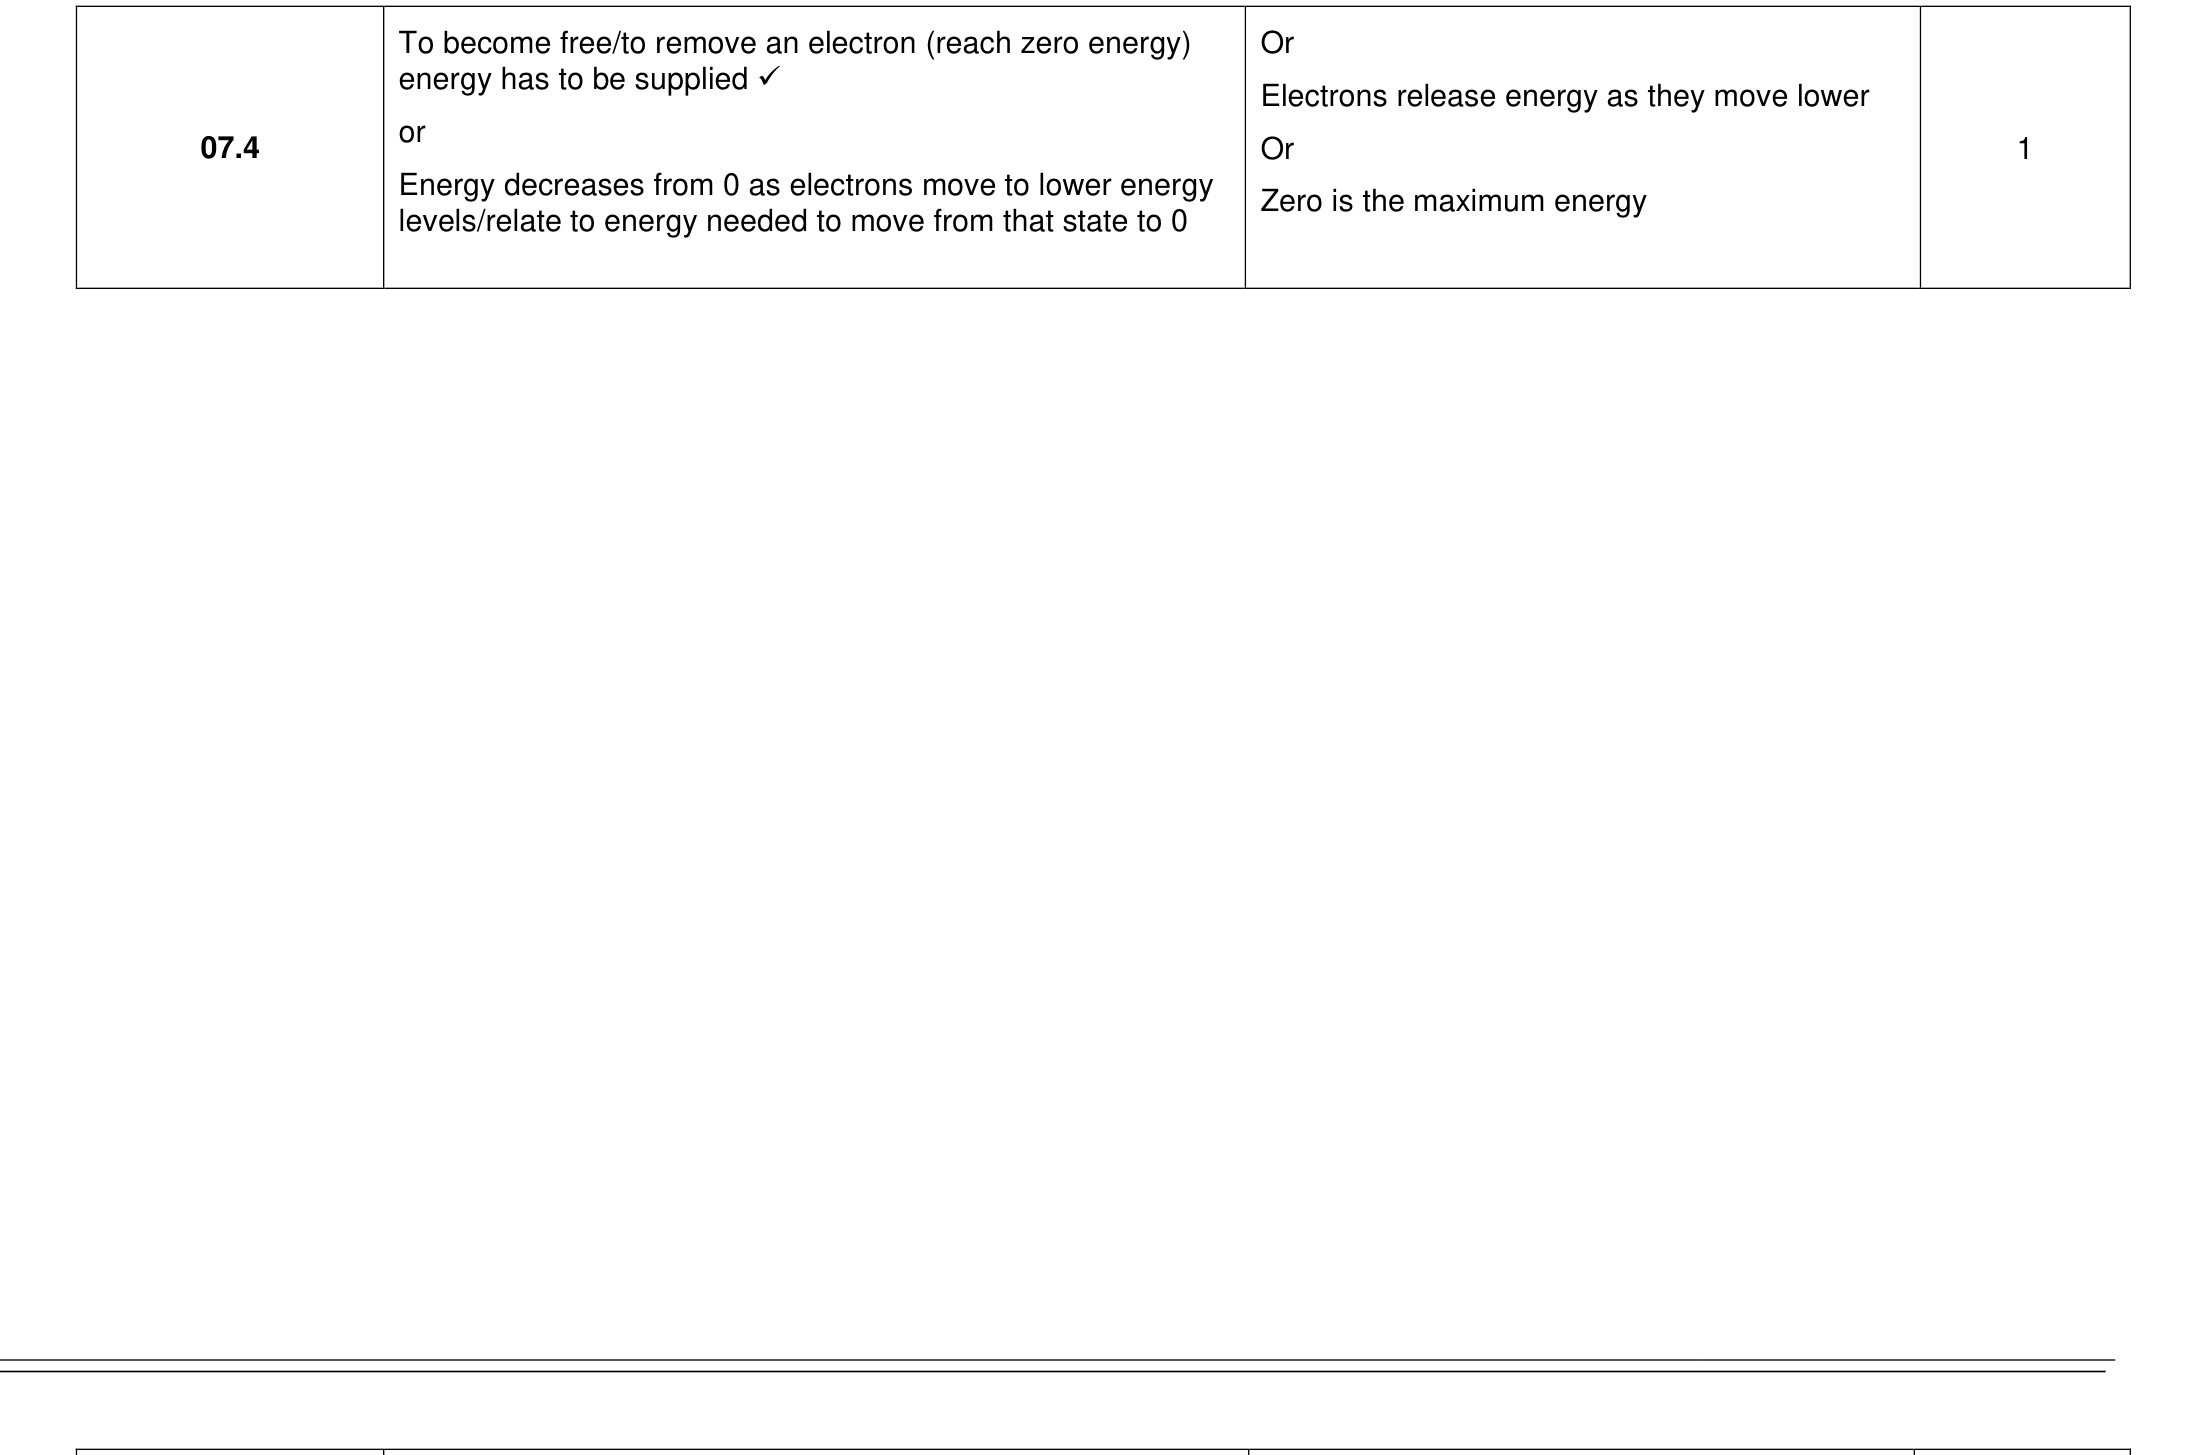 07.4
To become free/to remove an electron (reach zero energy)
energy has to be supplied ✓
or
Energy decreases from 0 as electrons move to lower energy
levels/relate to energy needed to move from that state to 0
Or
Electrons release energy as they move lower
Or
Zero is the maximum energy
1